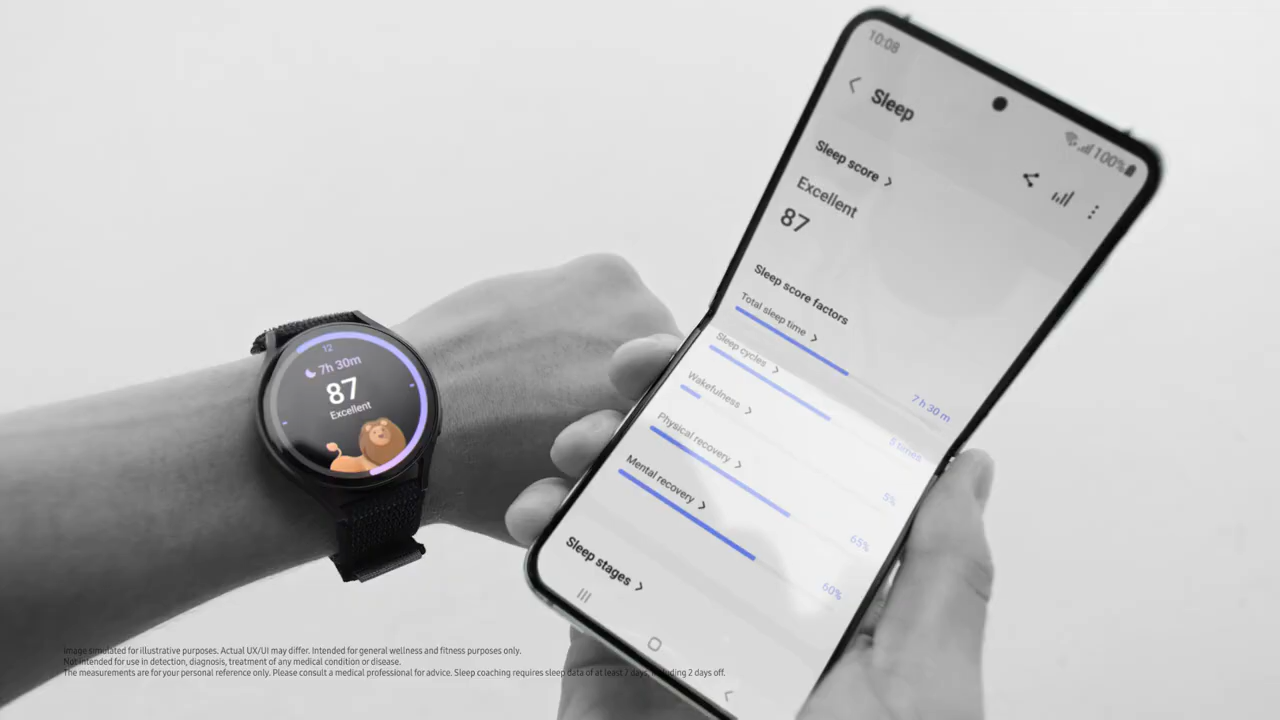 12
7h 30m
87
Excellent
10:08
100%
Sleep
Sleep score
Excellent
87
Sleep score factors
Total sleep time
7 h 30 m
Sleep cycles
5 times
Wakefulness
5%
Physical recovery
65%
Mental recovery
60%
Sleep stages
Image simulated for illustrative purposes. Actual UX/UI may differ. Intended for general wellness and fitness purposes only.
Not intended for use in detection, diagnosis, treatment of any medical condition or disease.
The measurements are for your personal reference only. Please consult a medical professional for advice. Sleep coaching requires sleep data of at least 7 days, including 2 days off.